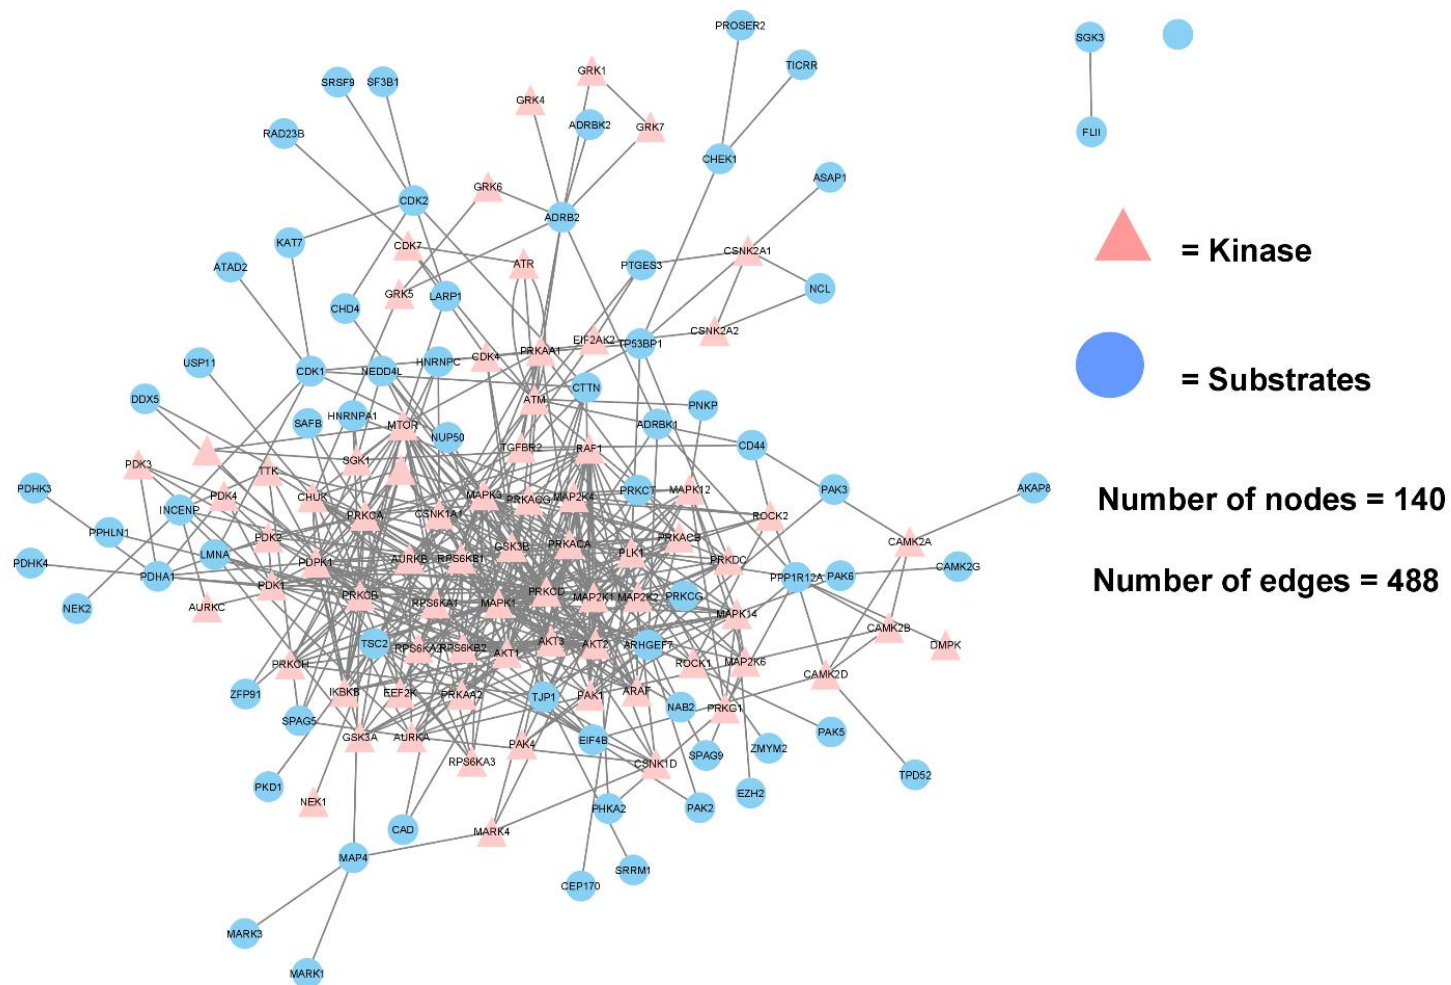 PROSER2
SGK3
TICRR
GRK1
SRSF9
SF3B1
GRK4
ADRBK2
GRK7
RAD23B
FLII
CHEK1
ASAP1
GRK6
CDK2
ADRB2
KAT7
CDK7
CSNK2A1
= Kinase
ATAD2
ATR
PTGES3
GRK5
LARP1
NCL
CHD4
CSNK2A2
EIF2AK2
TP53BP1
PRKAA1
CDK4
USP11
HNRNPC
CDK1
NEDD4L
= Substrates
CTTN
DDX5
ATM
PNKP
HNRNPA1
SAFB
MTOR
ADRBK1
NUP50
CD44
TGFBR2
RAF1
PDK3
SGK1
TTK
PDHK3
PDK4
CHUK
MAPK3
PRKACG
MAP2K4
PRKCT
MAPK12
PAK3
AKAP8
Number of nodes = 140
INCENP
PRKCA
CSNK1A1
ROCK2
PPHLN1
PDK2
GSK3B
PRKACA
PRKACB
CAMK2A
LMNA
PLK1
PDHK4
PDPK1
AURKB
RPS6KB1
PRKDC
CAMK2G
PDHA1
PPP1R12A
PAK6
Number of edges = 488
PDK1
PRKCB
PRKCD
MAP2K1
MAP2K2
PRKCG
NEK2
AURKC
RPS6KA1
MAPK1
MAPK14
CAMK2B
TSC2
RPS6KA2
RPS6KB2
AKT1
AKT3
AKT2
ARHGEF7
DMPK
PRKCH
ROCK1
MAP2K6
CAMK2D
ZFP91
IKBKB
EEF2K
PRKAA2
TJP1
PAK1
ARAF
NAB2
PRKG1
SPAG5
GSK3A
AURKA
PAK4
EIF4B
PAK5
SPAG9
ZMYM2
RPS6KA3
CSNK1D
TPD52
PKD1
NEK1
PHKA2
PAK2
EZH2
CAD
MARK4
MAP4
CEP170
SRRM1
MARK3
MARK1